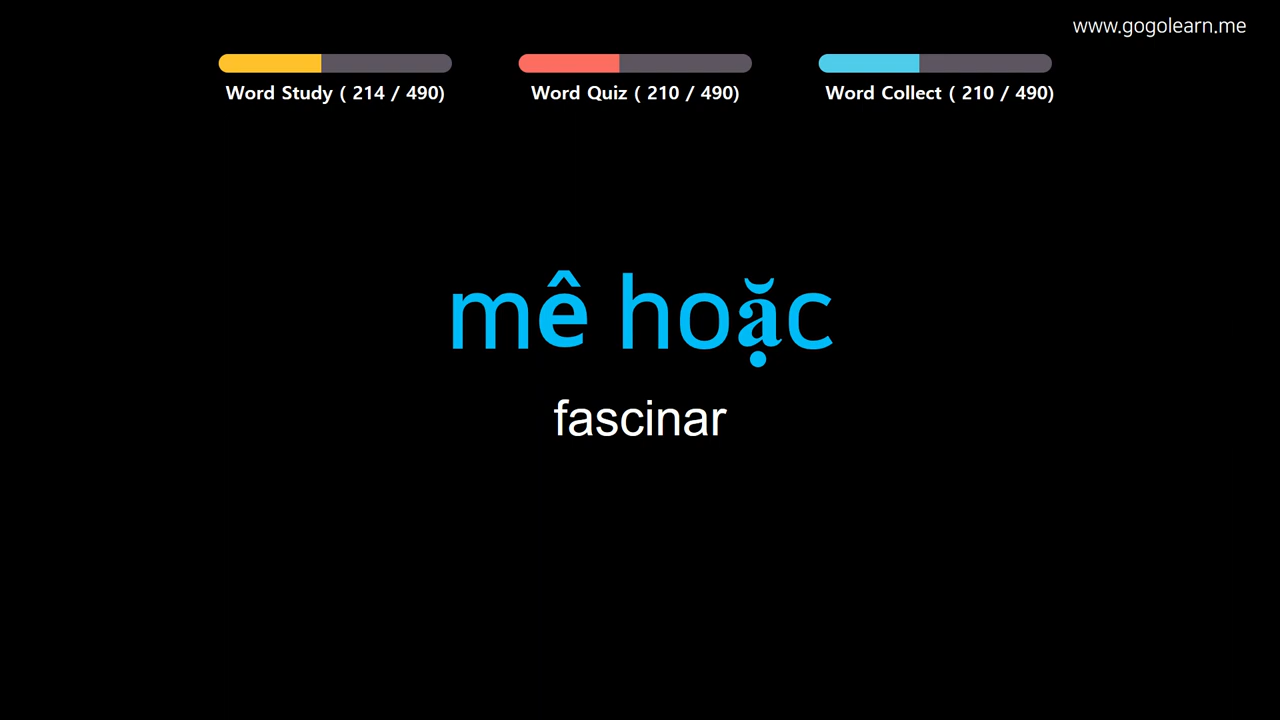 www.gogolearn.me
Word Study ( 214 / 490)
Word Quiz ( 210 / 490)
Word Collect ( 210 / 490)
mê hoặc
fascinar